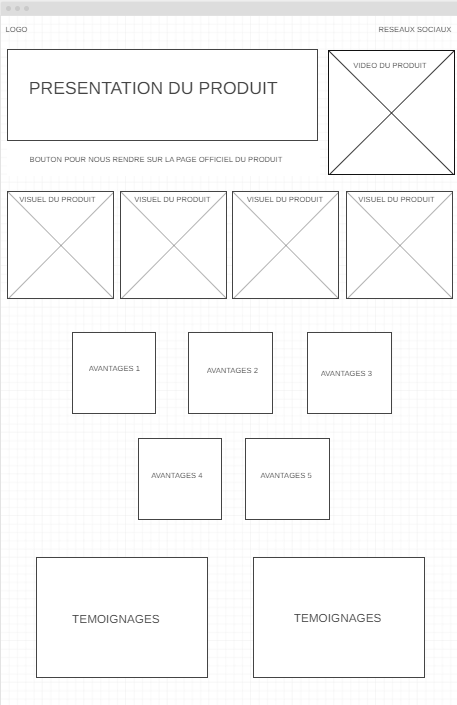 LOGO
RESEAUX SOCIAUX
PRESENTATION DU PRODUIT
VIDEO DU PRODUIT
BOUTON POUR NOUS RENDRE SUR LA PAGE OFFICIEL DU PRODUIT
VISUEL DU PRODUIT
VISUEL DU PRODUIT
VISUEL DU PRODUIT
VISUEL DU PRODUIT
AVANTAGES 1
AVANTAGES 2
AVANTAGES 3
AVANTAGES 4
AVANTAGES 5
TEMOIGNAGES
TEMOIGNAGES